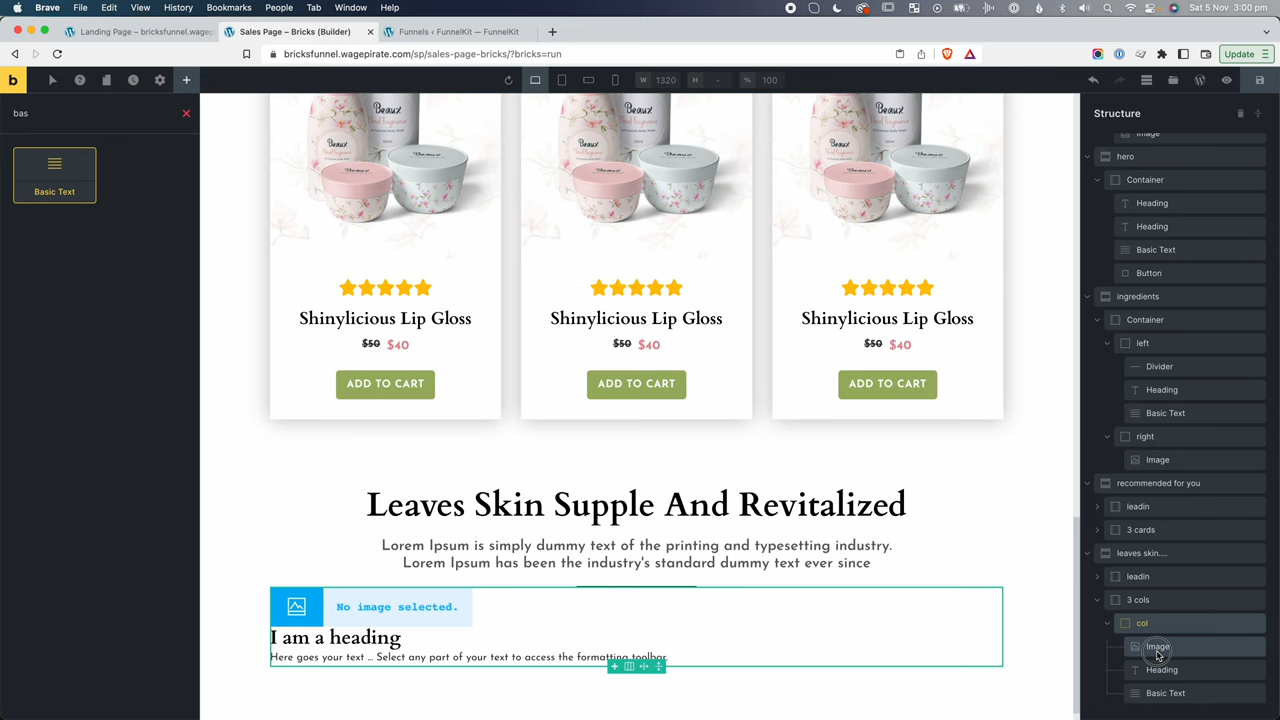 Brave File Edit View History Bookmarks People Tab Window Help Sat 5 Nov 3:00 pm
Landing Page – bricksfunnel.wagepi
Sales Page – Bricks (Builder)
Funnels ‹ FunnelKit — FunnelKit
bricksfunnel.wagepirate.com/sp/sales-page-bricks/?bricks=run
Update
b
W 1320 H - % 100
bas
Basic Text
Beaux Beaux Beaux
Beaux Beaux Beaux
Shinylicious Lip Gloss Shinylicious Lip Gloss Shinylicious Lip Gloss
$50 $40 $50 $40 $50 $40
ADD TO CART ADD TO CART ADD TO CART
Leaves Skin Supple And Revitalized
Lorem Ipsum is simply dummy text of the printing and typesetting industry.
Lorem Ipsum has been the industry's standard dummy text ever since
No image selected.
I am a heading
Here goes your text ... Select any part of your text to access the formatting toolbar.
Structure
Image
hero
Container
Heading
Heading
Basic Text
Button
ingredients
Container
left
Divider
Heading
Basic Text
right
Image
recommended for you
leadin
3 cards
leaves skin....
leadin
3 cols
col
Image
Heading
Basic Text